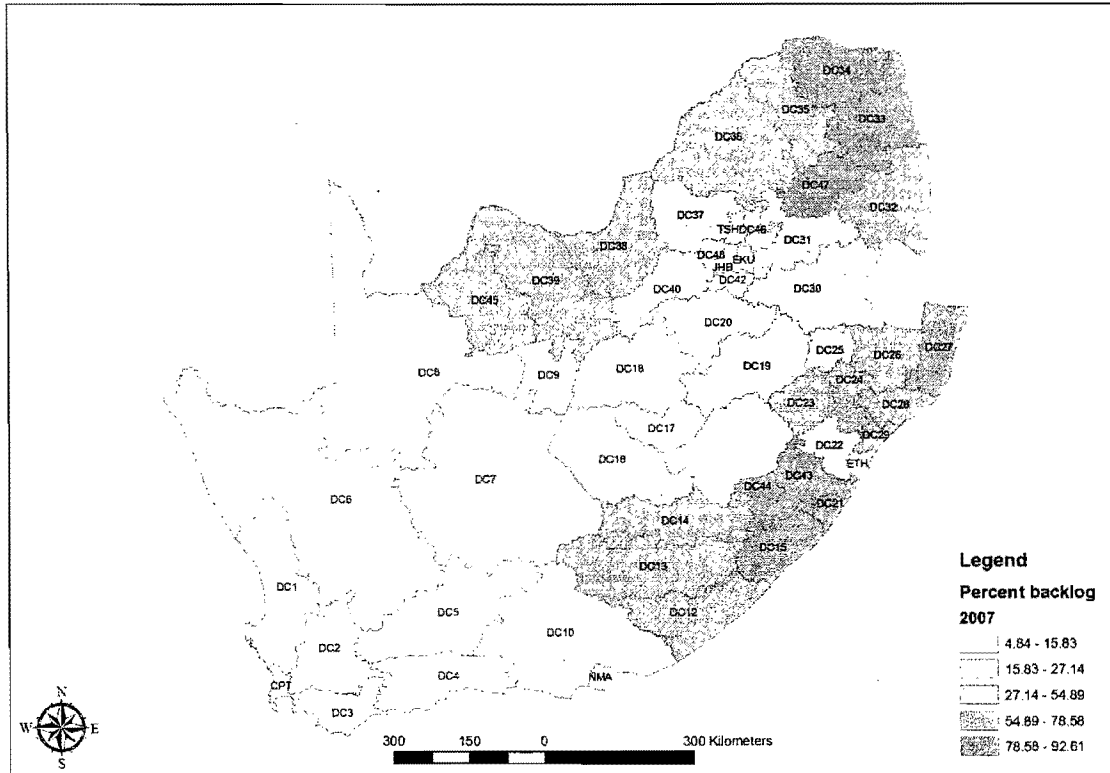 DC34
DC35
DC36
DC33
DC47
DC32
DC37
TSH DC46
DC31
DC38
DC48
EKU
JHB
DC39
DC42
DC40
DC30
DC45
DC20
DC25
DC26
DC27
DC8
DC9
DC18
DC19
DC24
DC23
DC28
DC17
DC29
DC22
DC16
ETH
DC7
DC43
DC6
DC44
DC21
DC14
DC15
DC13
DC1
DC5
DC12
DC10
DC2
DC4
NMA
CPT
DC3
Legend
Percent backlog
2007
4.84 - 15.83
15.83 - 27.14
27.14 - 54.89
54.89 - 78.58
78.58 - 92.61
N
W E
S
300 150 0 300 Kilometers